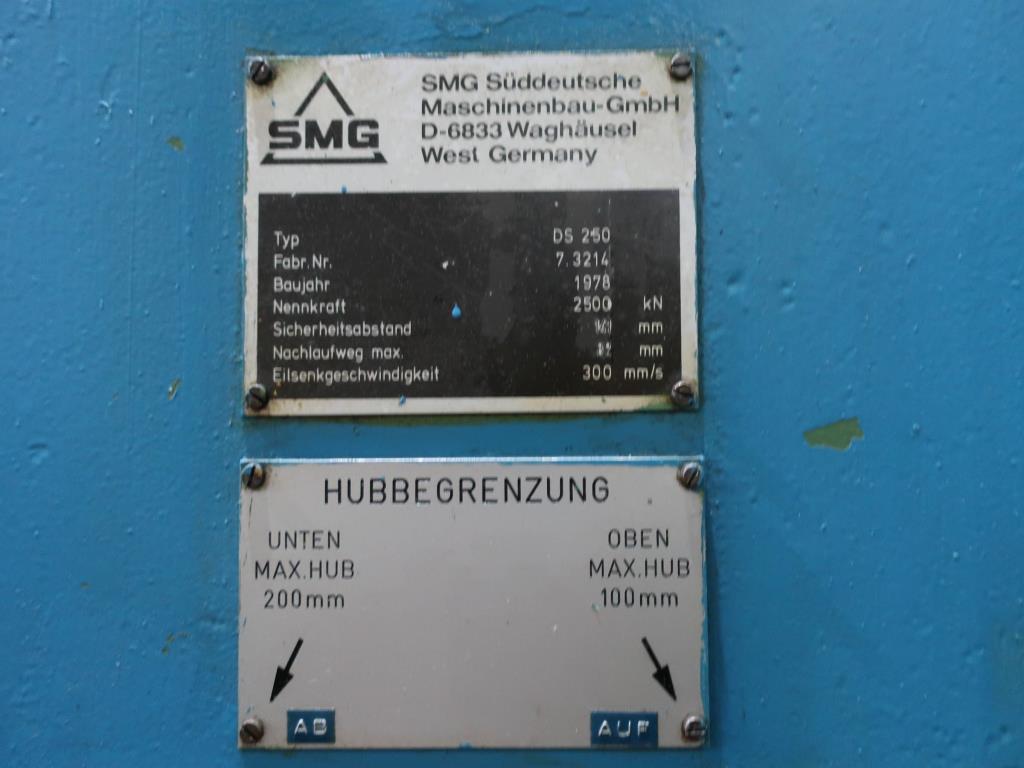 SMG
SMG Süddeutsche
Maschinenbau-GmbH
D-6833 Waghäusel
West Germany
Typ DS 250
Fabr.Nr. 7.3214
Baujahr 1978
Nennkraft 2500 kN
Sicherheitsabstand mm
Nachlaufweg max. mm
Eilsenkgeschwindigkeit 300 mm/s
HUBBEGRENZUNG
UNTEN
MAX.HUB
200mm
OBEN
MAX.HUB
100mm
AB
AUF